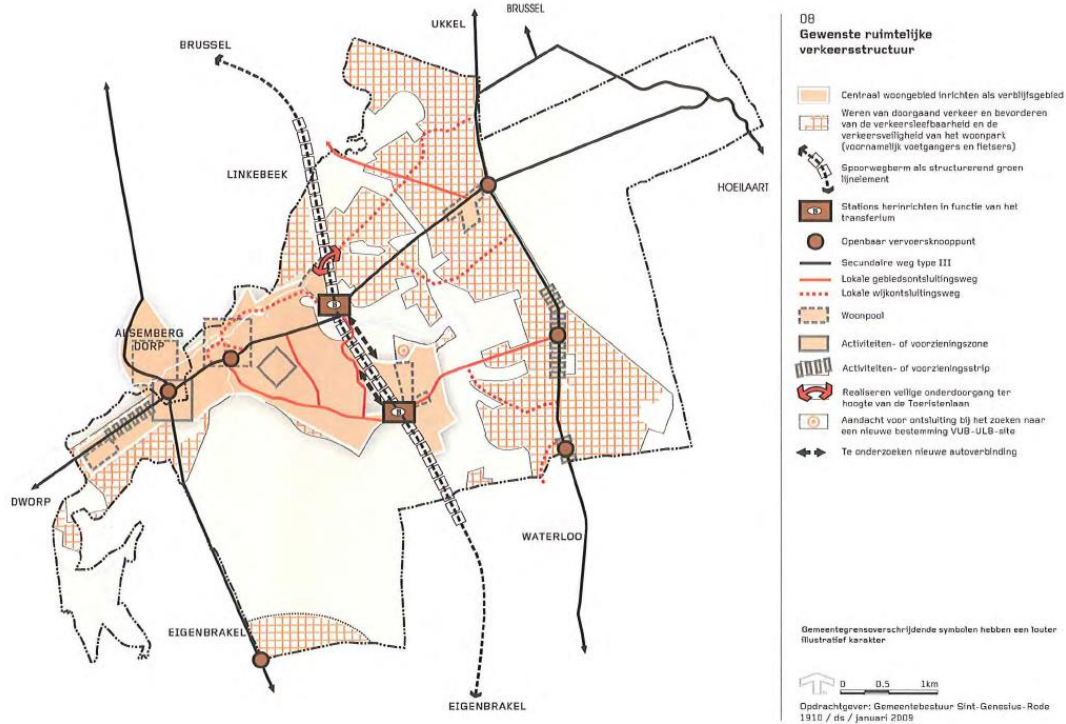 BRUSSEL
UKKEL
BRUSSEL
LINKEBEEK
HOEILAART
ALSEMBERG
DORP
DWORP
WATERLOO
EIGENBRAKEL
EIGENBRAKEL
08
Gewenste ruimtelijke
verkeersstructuur
Centraal woongebied inrichten als verblijfsgebied
Weren van doorgaand verkeer en bevorderen
van de verkeersleefbaarheid en de
verkeersveiligheid van het woonpark
(voornamelijk voetgangers en fietsers)
Spoorwegberm als structurerend groen
lijnelement
Stations herinrichten in functie van het
transferium
Openbaar vervoersknooppunt
Secundaire weg type III
Lokale gebiedsontsluitingsweg
Lokale wijkontsluitingsweg
Woonpool
Activiteiten- of voorzieningszone
Activiteiten- of voorzieningsstrip
Realiseren veilige onderdoorgang ter
hoogte van de Toeristenlaan
Aandacht voor ontsluiting bij het zoeken naar
een nieuwe bestemming VUB-ULB-site
Te onderzoeken nieuwe autoverbinding
Gemeentegrensoverschrijdende symbolen hebben een louter
illustratief karakter
0 0.5 1km
Opdrachtgever: Gemeentebestuur Sint-Genesius-Rode
1910 / ds / januari 2009